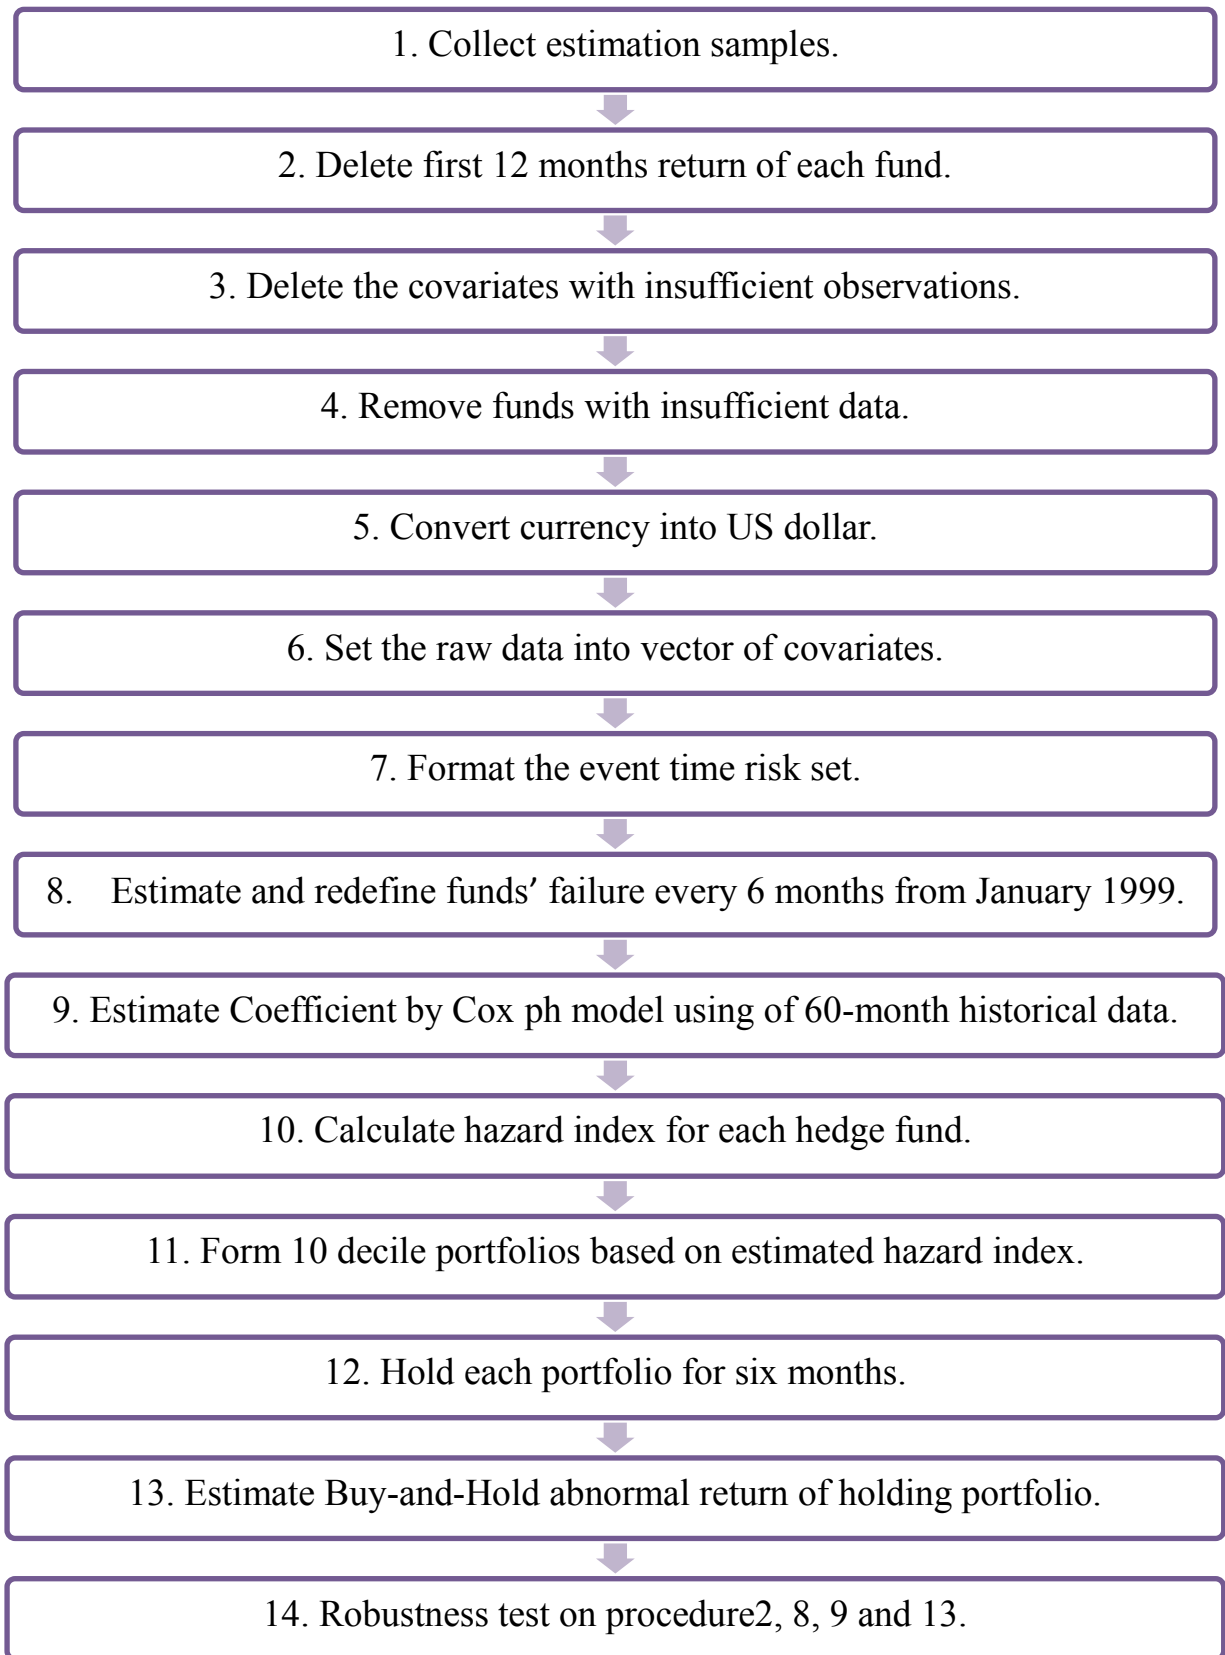 1. Collect estimation samples.
2. Delete first 12 months return of each fund.
3. Delete the covariates with insufficient observations.
4. Remove funds with insufficient data.
5. Convert currency into US dollar.
6. Set the raw data into vector of covariates.
7. Format the event time risk set.
8. Estimate and redefine funds’ failure every 6 months from January 1999.
9. Estimate Coefficient by Cox ph model using of 60-month historical data.
10. Calculate hazard index for each hedge fund.
11. Form 10 decile portfolios based on estimated hazard index.
12. Hold each portfolio for six months.
13. Estimate Buy-and-Hold abnormal return of holding portfolio.
14. Robustness test on procedure2, 8, 9 and 13.